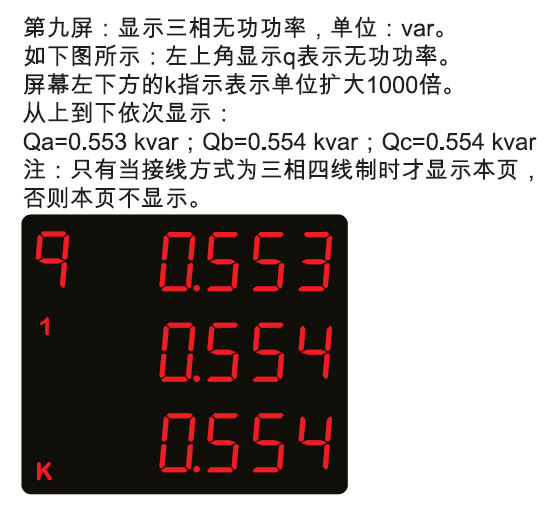 第九屏：显示三相无功功率，单位：var。
如下图所示：左上角显示q表示无功功率。
屏幕左下方的k指示表示单位扩大1000倍。
从上到下依次显示：
Qa=0.553 kvar；Qb=0.554 kvar；Qc=0.554 kvar
注：只有当接线方式为三相四线制时才显示本页，
否则本页不显示。
q 0.553
1 0.554
K 0.554